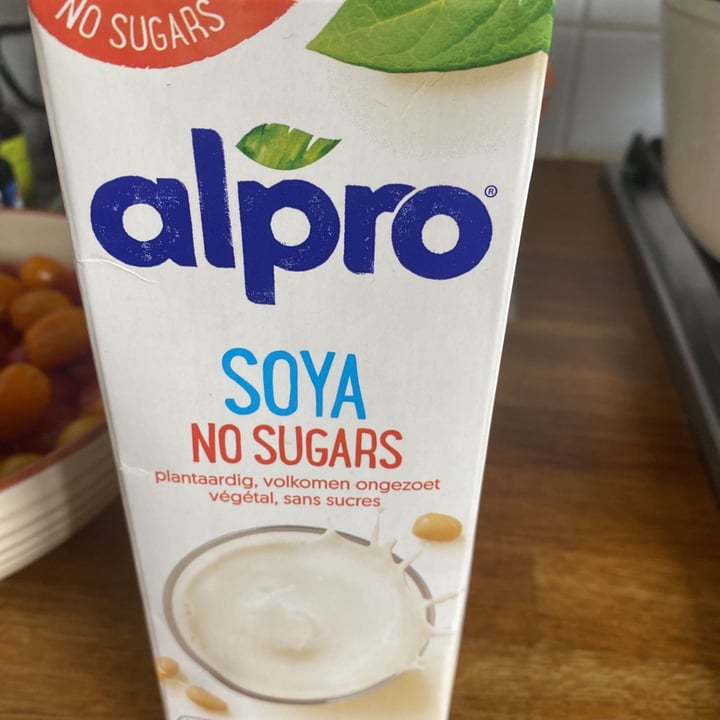 NO SUGARS
alpro®
SOYA
NO SUGARS
plantaardig, volkomen ongezoet
végétal, sans sucres